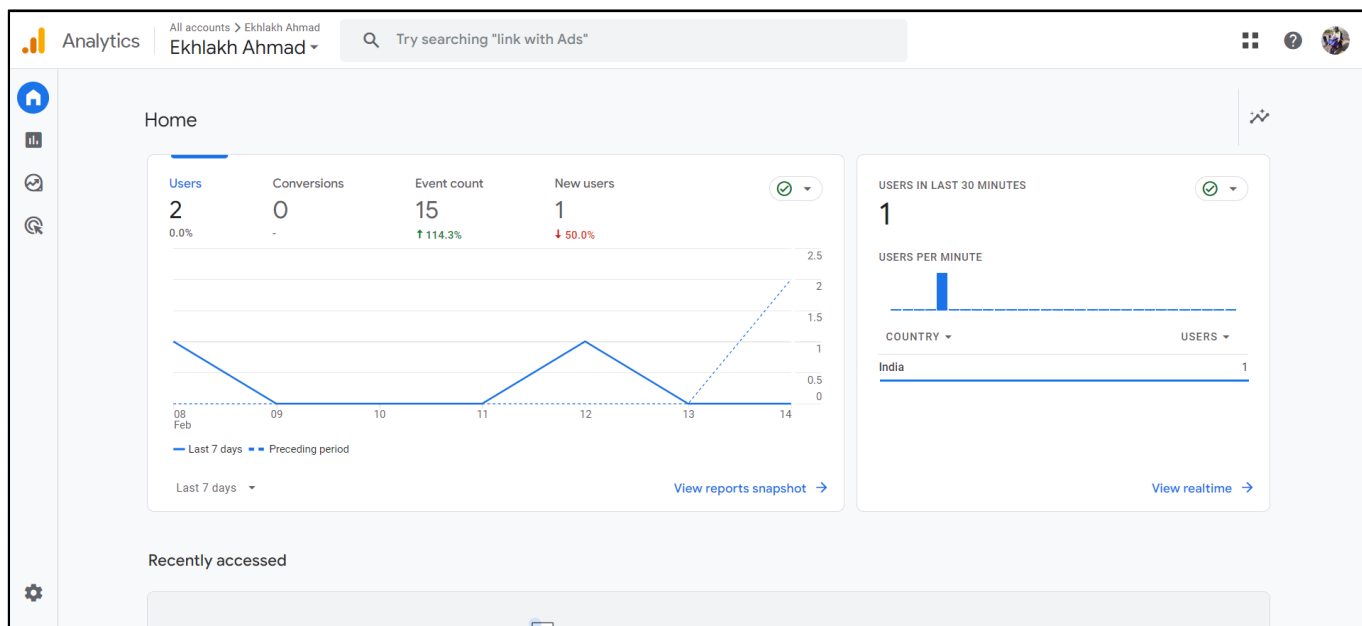 Analytics
All accounts > Ekhlakh Ahmad
Ekhlakh Ahmad
Try searching "link with Ads"
Home
Users
2
0.0%
Conversions
0
-
Event count
15
↑ 114.3%
New users
1
↓ 50.0%
2.5
2
1.5
1
0.5
0
08 09 10 11 12 13 14
Feb
Last 7 days Preceding period
Last 7 days
View reports snapshot →
USERS IN LAST 30 MINUTES
1
USERS PER MINUTE
COUNTRY USERS
India 1
View realtime →
Recently accessed